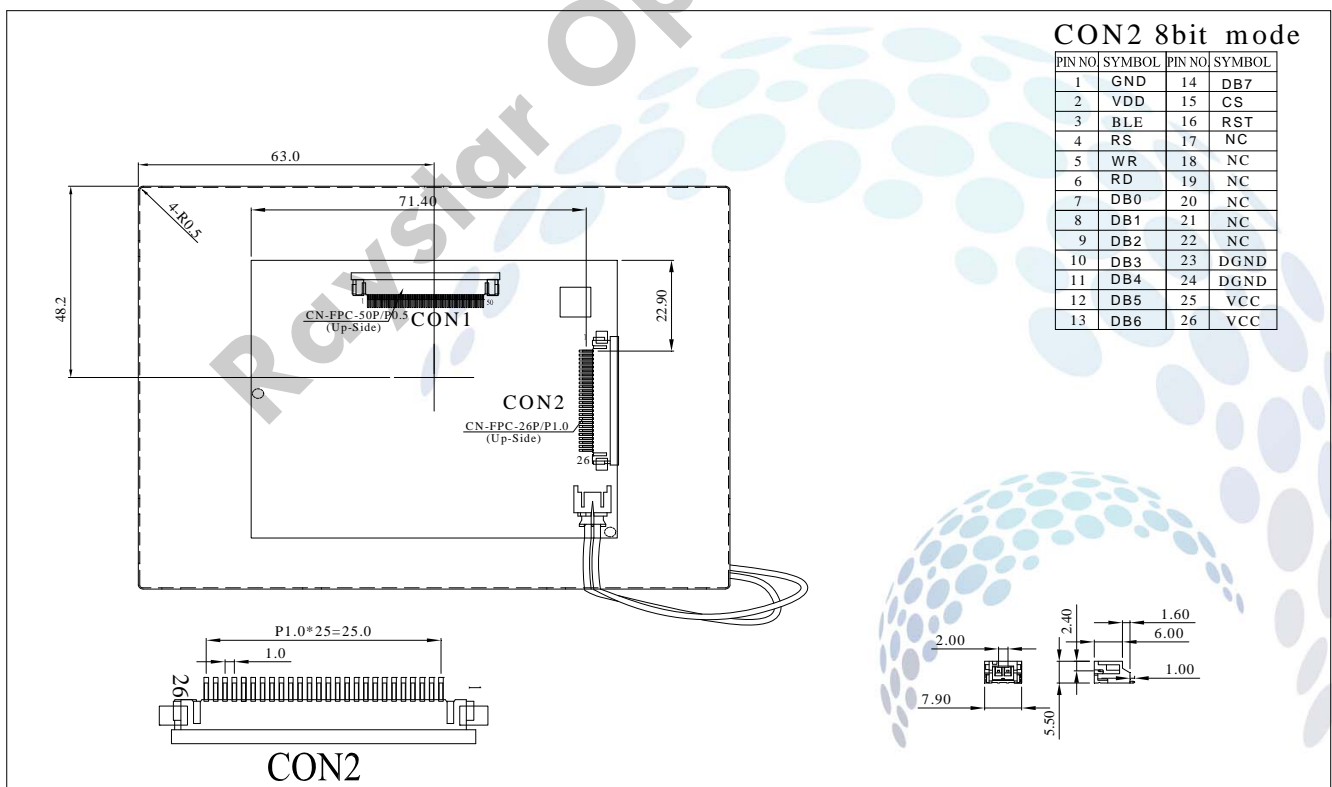 Raystar Op
CON2 8bit mode
PIN NO. SYMBOL PIN NO. SYMBOL
1 GND 14 DB7
2 VDD 15 CS
3 BLE 16 RST
4 RS 17 NC
5 WR 18 NC
6 RD 19 NC
7 DB0 20 NC
8 DB1 21 NC
9 DB2 22 NC
10 DB3 23 DGND
11 DB4 24 DGND
12 DB5 25 VCC
13 DB6 26 VCC
63.0
71.40
4-R0.5
48.2
22.90
1
50
CN-FPC-50P/P0.5
(Up-Side)
CON1
1
CON2
CN-FPC-26P/P1.0
(Up-Side)
26
P1.0*25=25.0
1.0
26
1
CON2
2.00
7.90
5.50
2.40
1.60
6.00
1.00